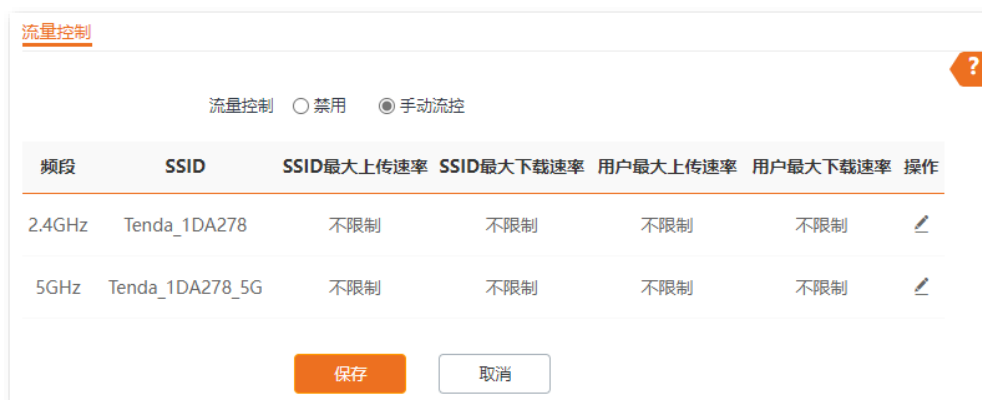 流量控制
?
流量控制 禁用 手动流控
频段 SSID SSID最大上传速率 SSID最大下载速率 用户最大上传速率 用户最大下载速率 操作
2.4GHz Tenda_1DA278 不限制 不限制 不限制 不限制
5GHz Tenda_1DA278_5G 不限制 不限制 不限制 不限制
保存 取消